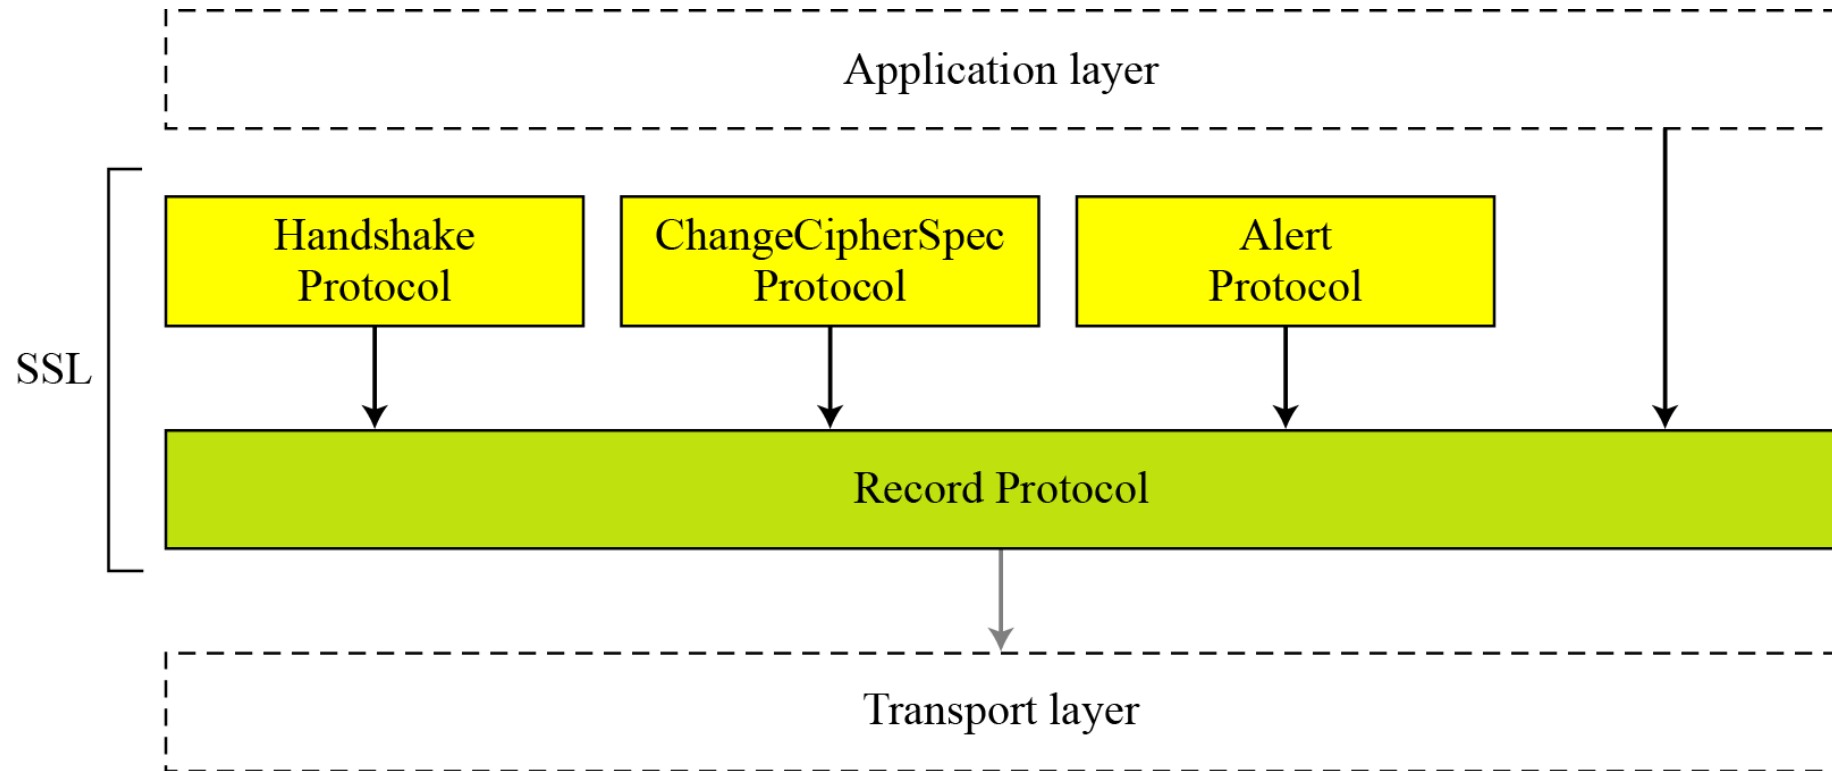 Application layer
Handshake
Protocol
ChangeCipherSpec
Protocol
Alert
Protocol
SSL
Record Protocol
Transport layer